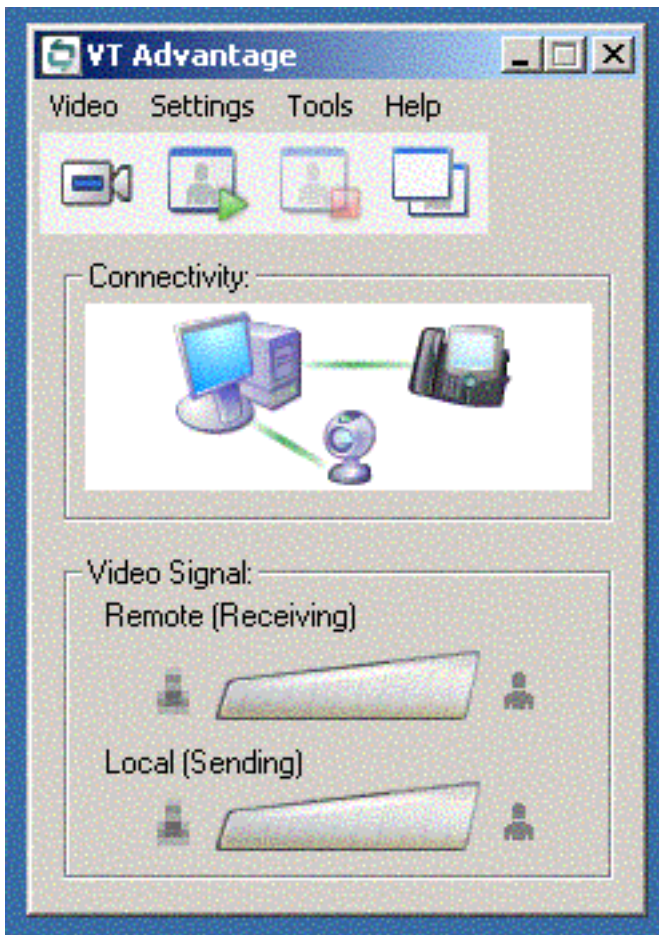 VT Advantage
Video Settings Tools Help
Connectivity:
Video Signal:
Remote (Receiving)
Local (Sending)